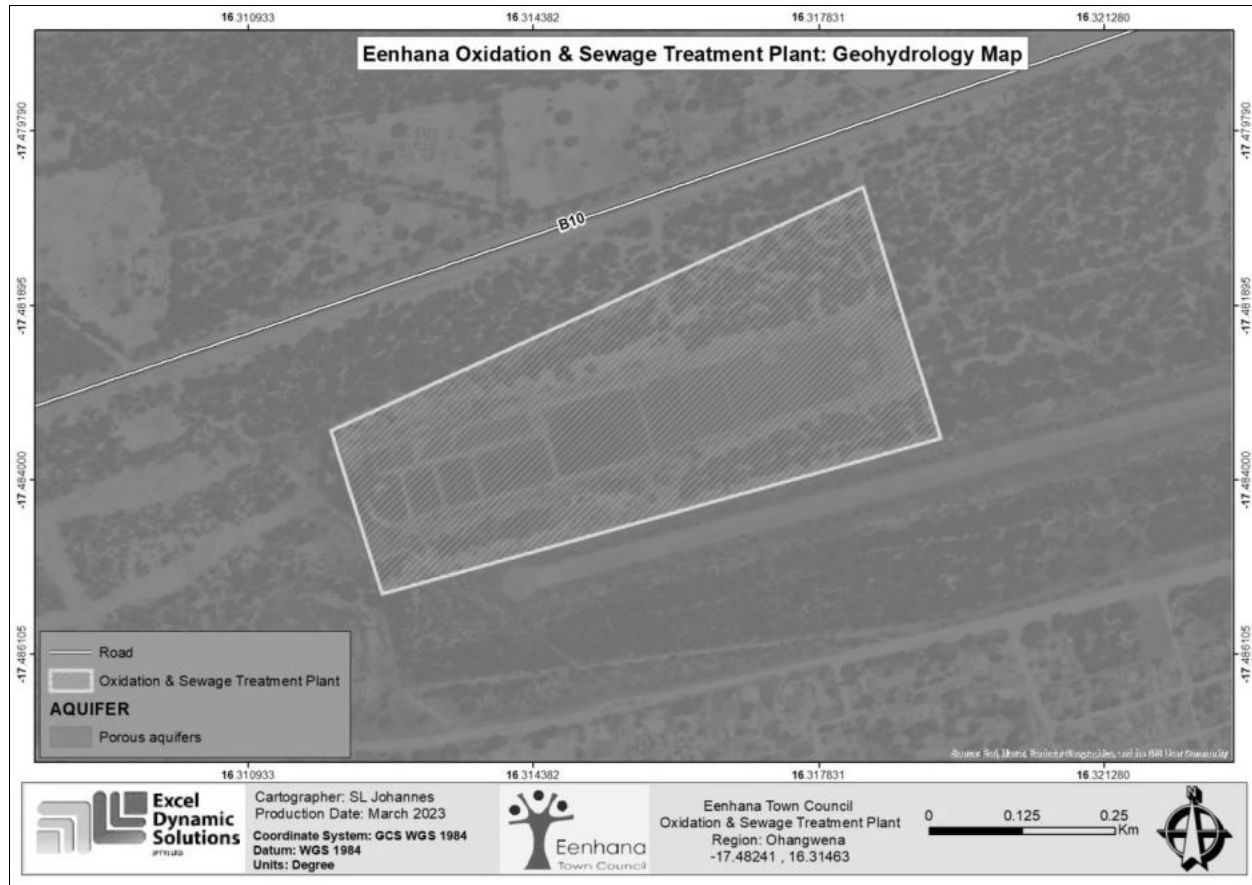 16.310933
16.314382
16.317831
16.321280
Eenhana Oxidation & Sewage Treatment Plant: Geohydrology Map
-17.479790
-17.479790
B10
-17.481895
-17.481895
-17.484000
-17.484000
-17.486105
-17.486105
Road
Oxidation & Sewage Treatment Plant
AQUIFER
Porous aquifers
16.310933
16.314382
16.317831
16.321280
Excel
Dynamic
Solutions
(PTY) LTD
Cartographer: SL Johannes
Production Date: March 2023
Coordinate System: GCS WGS 1984
Datum: WGS 1984
Units: Degree
Eenhana
Town Council
Eenhana Town Council
Oxidation & Sewage Treatment Plant
Region: Ohangwena
-17.48241 , 16.31463
0 0.125 0.25
Km
N